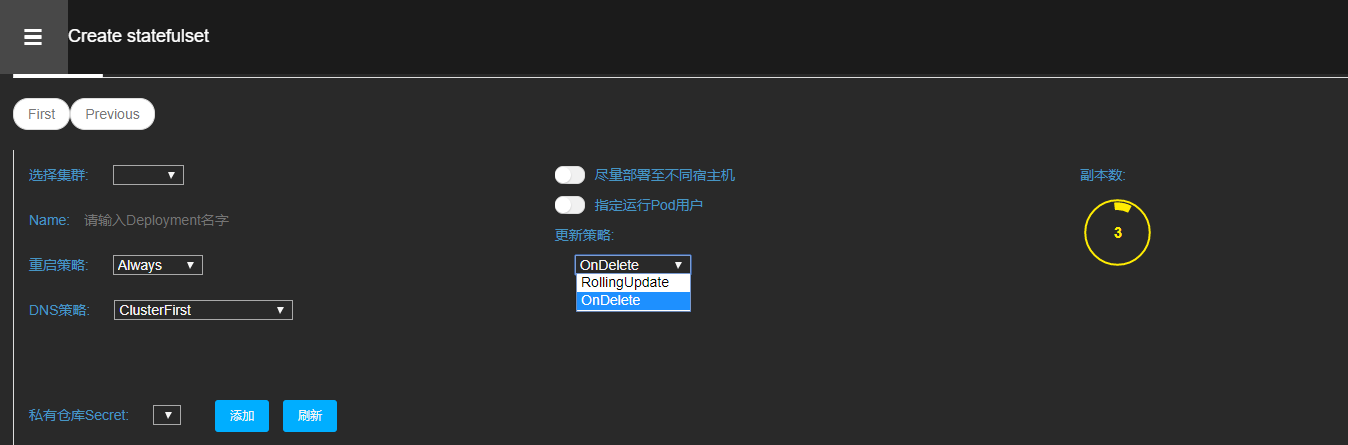 Create statefulset
First Previous
选择集群: 尽量部署至不同宿主机 副本数:
指定运行Pod用户
Name: 请输入Deployment名字
3
更新策略:
重启策略: Always OnDelete
RollingUpdate
OnDelete
DNS策略: ClusterFirst
私有仓库Secret: 添加 刷新